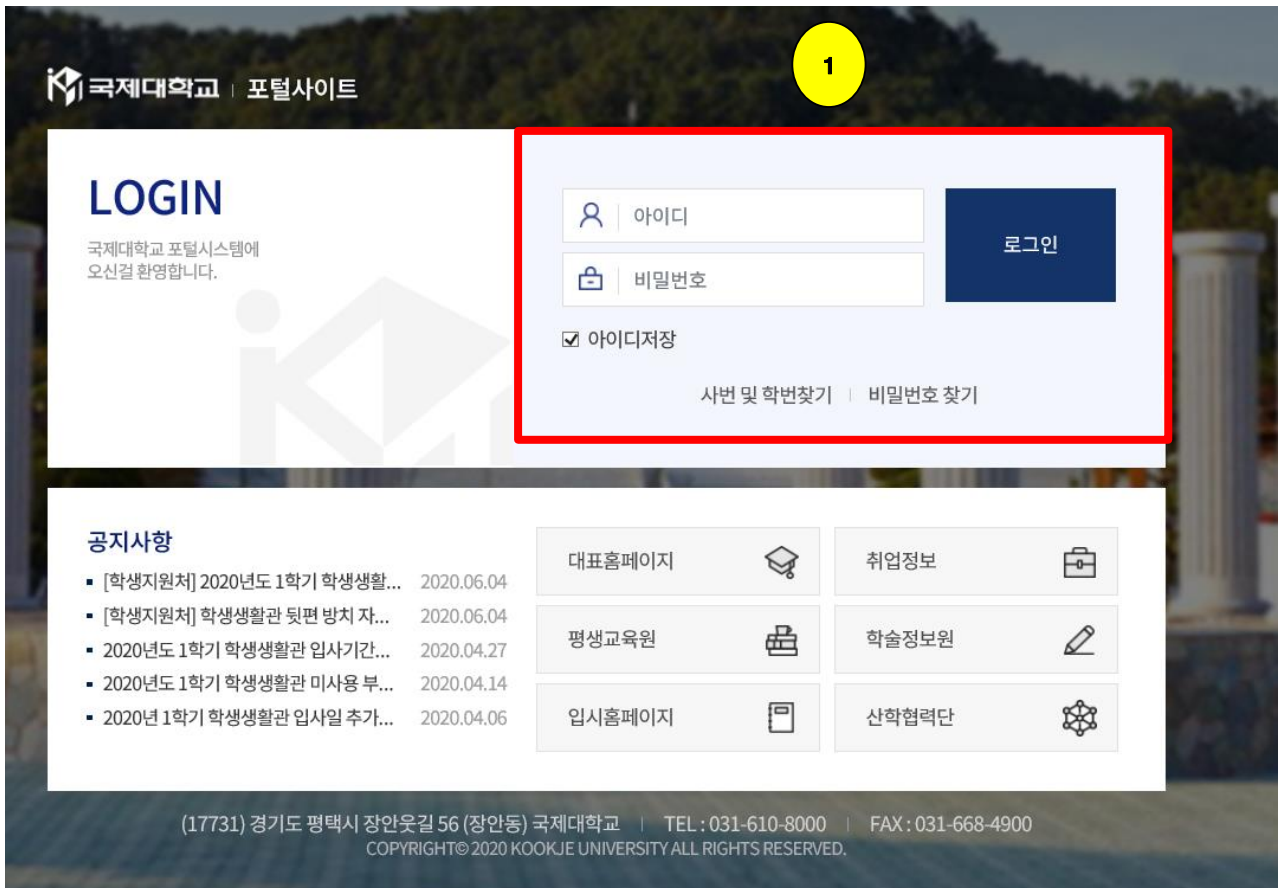 1
국제대학교 | 포털사이트
LOGIN
국제대학교 포털시스템에
오신걸 환영합니다.
아이디
비밀번호
로그인
아이디저장
사번 및 학번찾기 | 비밀번호 찾기
공지사항
[학생지원처] 2020년도 1학기 학생생활... 2020.06.04
[학생지원처] 학생생활관 뒷편 방치 자... 2020.06.04
2020년도 1학기 학생생활관 입사기간... 2020.04.27
2020년도 1학기 학생생활관 미사용 부... 2020.04.14
2020년 1학기 학생생활관 입사일 추가... 2020.04.06
대표홈페이지
취업정보
평생교육원
학술정보원
입시홈페이지
산학협력단
(17731) 경기도 평택시 장안웃길 56 (장안동) 국제대학교 | TEL : 031-610-8000 | FAX : 031-668-4900
COPYRIGHT© 2020 KOOKJE UNIVERSITY ALL RIGHTS RESERVED.